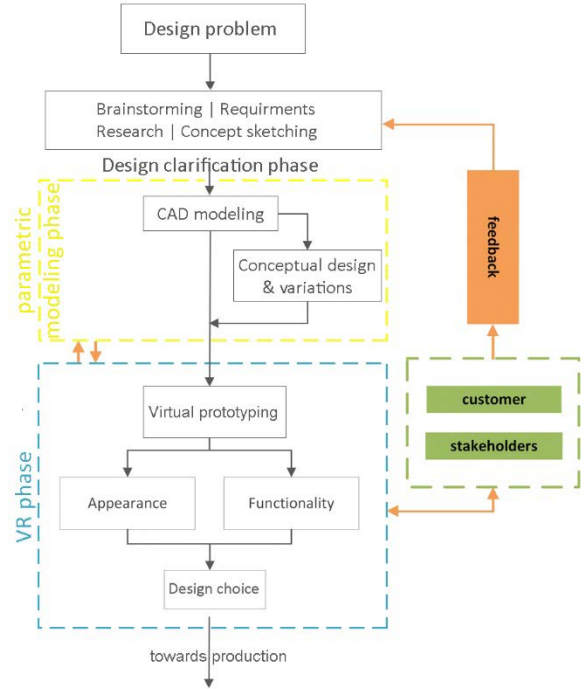 Design problem
Brainstorming | Requirments
Research | Concept sketching
Design clarification phase
parametric
modeling phase
CAD modeling
Conceptual design
& variations
feedback
customer
stakeholders
VR phase
Virtual prototyping
Appearance
Functionality
Design choice
towards production